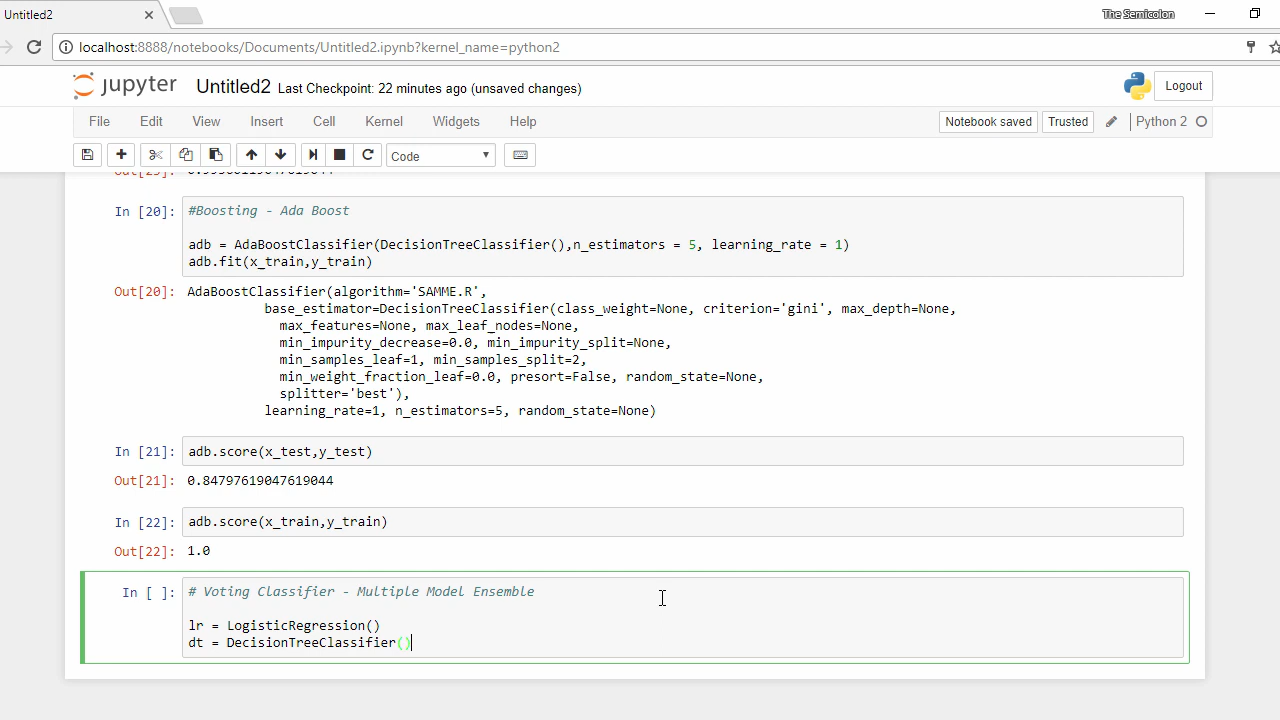 Untitled2
The Semicolon
localhost:8888/notebooks/Documents/Untitled2.ipynb?kernel_name=python2
jupyter Untitled2 Last Checkpoint: 22 minutes ago (unsaved changes)
Logout
File Edit View Insert Cell Kernel Widgets Help
Notebook saved Trusted Python 2
Code
In [20]: #Boosting - Ada Boost
adb = AdaBoostClassifier(DecisionTreeClassifier(),n_estimators = 5, learning_rate = 1)
adb.fit(x_train,y_train)
Out[20]: AdaBoostClassifier(algorithm='SAMME.R',
base_estimator=DecisionTreeClassifier(class_weight=None, criterion='gini', max_depth=None,
max_features=None, max_leaf_nodes=None,
min_impurity_decrease=0.0, min_impurity_split=None,
min_samples_leaf=1, min_samples_split=2,
min_weight_fraction_leaf=0.0, presort=False, random_state=None,
splitter='best'),
learning_rate=1, n_estimators=5, random_state=None)
In [21]: adb.score(x_test,y_test)
Out[21]: 0.84797619047619044
In [22]: adb.score(x_train,y_train)
Out[22]: 1.0
In [ ]: # Voting Classifier - Multiple Model Ensemble
lr = LogisticRegression()
dt = DecisionTreeClassifier()